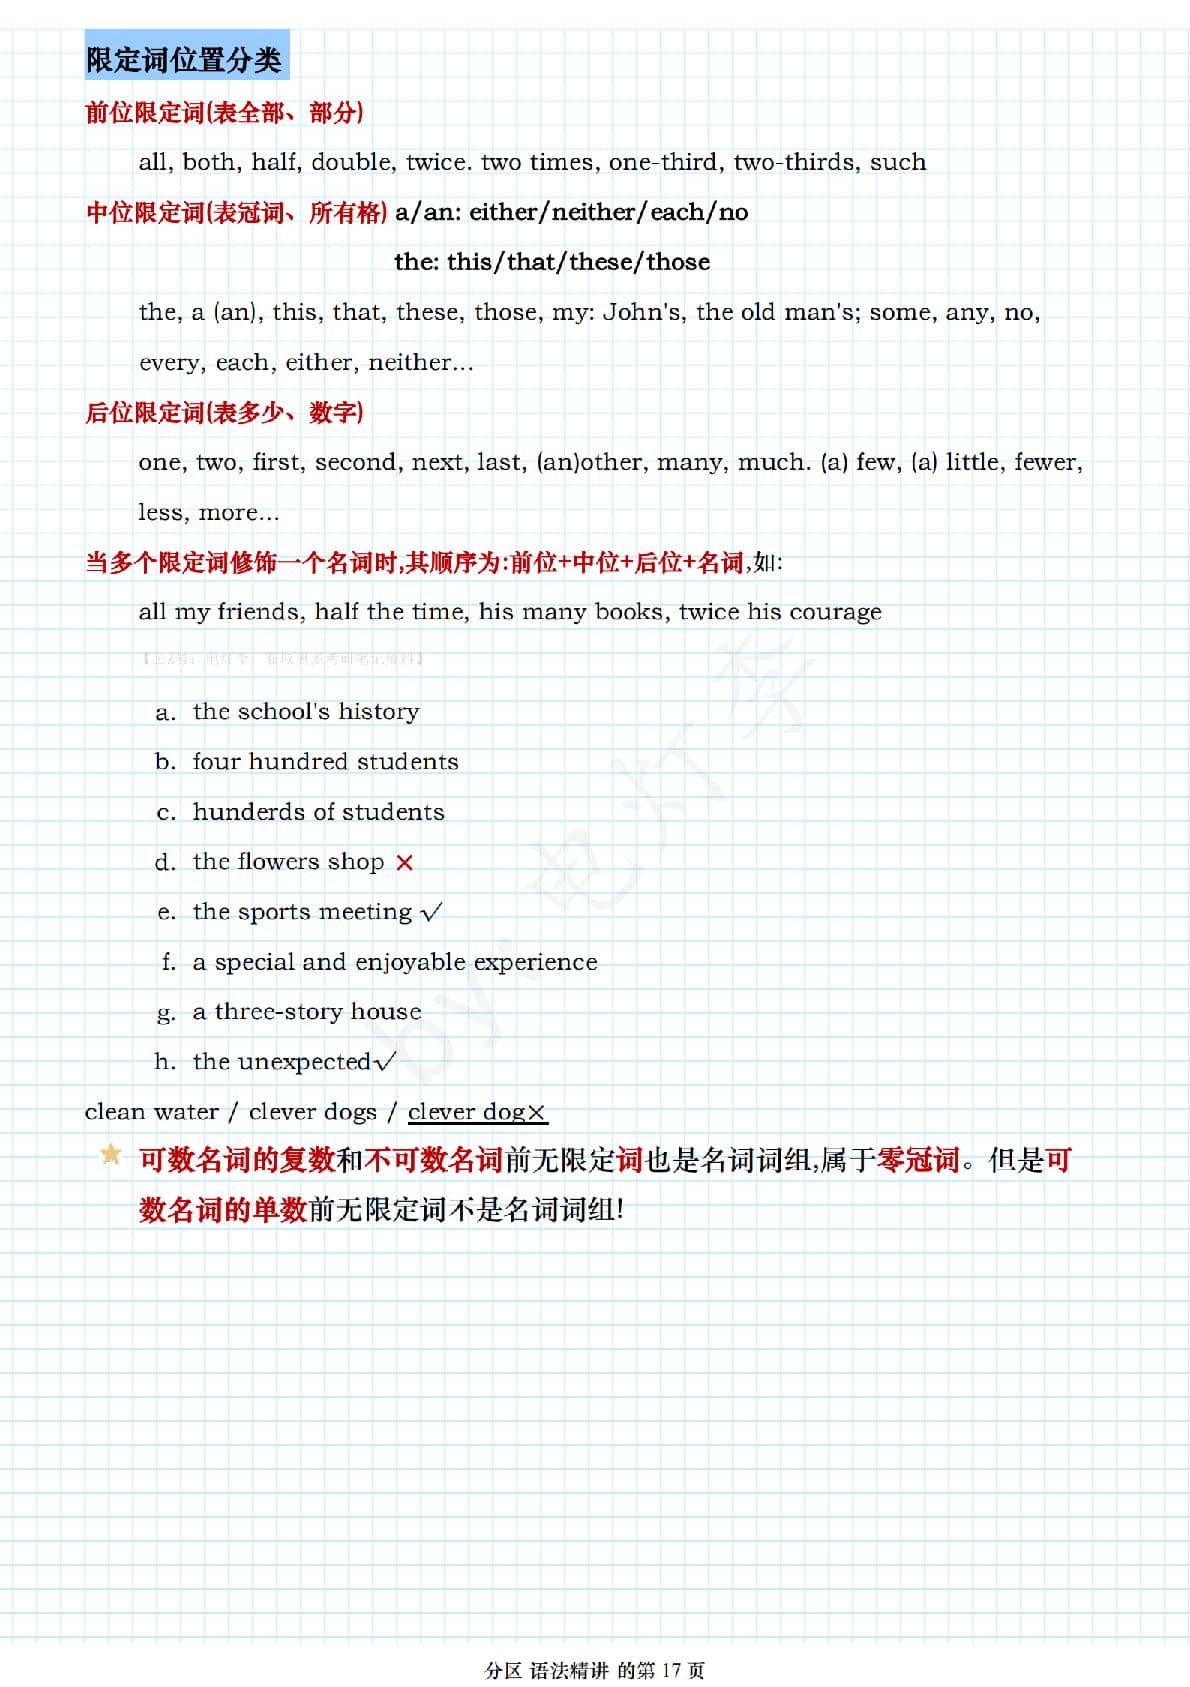 限定词位置分类
前位限定词(表全部、部分)
all, both, half, double, twice. two times, one-third, two-thirds, such
中位限定词(表冠词、所有格) a/an: either/neither/each/no
the: this/that/these/those
the, a (an), this, that, these, those, my: John's, the old man's; some, any, no,
every, each, either, neither...
后位限定词(表多少、数字)
one, two, first, second, next, last, (an)other, many, much. (a) few, (a) little, fewer,
less, more...
当多个限定词修饰一个名词时,其顺序为:前位+中位+后位+名词,如:
all my friends, half the time, his many books, twice his courage
a. the school's history
b. four hundred students
c. hunderds of students
d. the flowers shop ×
e. the sports meeting √
f. a special and enjoyable experience
g. a three-story house
h. the unexpected√
clean water / clever dogs / clever dog×
可数名词的复数和不可数名词前无限定词也是名词词组,属于零冠词。但是可
数名词的单数前无限定词不是名词词组!
by:电灯李
分区 语法精讲 的第 17 页